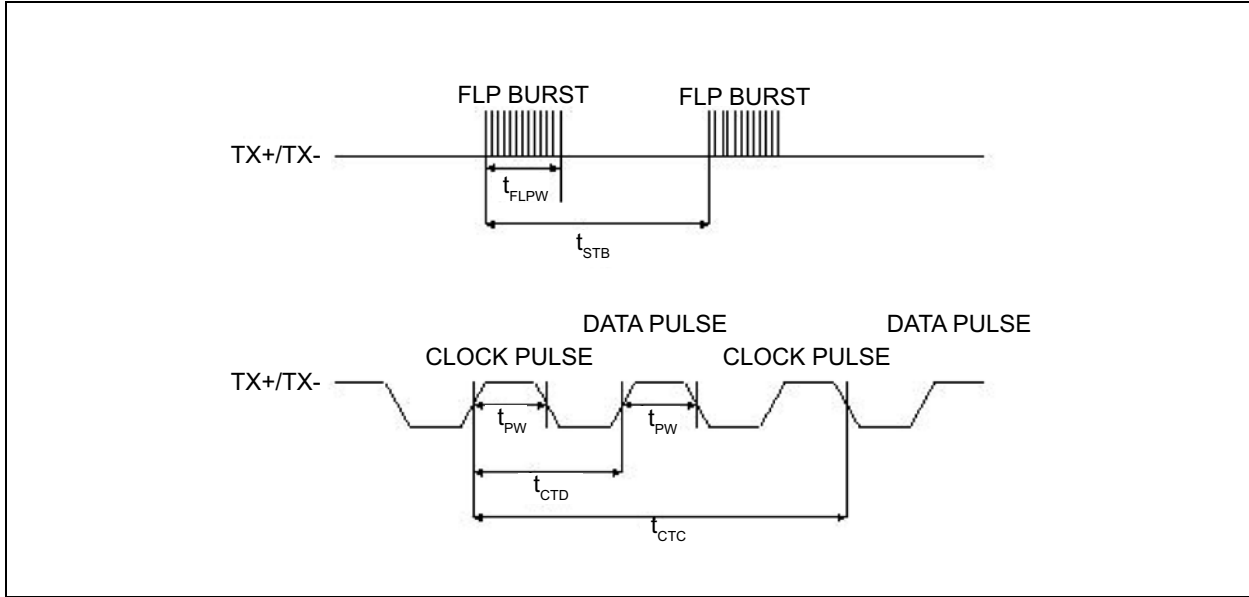 FLP BURST FLP BURST
TX+/TX-
tFLPW
tSTB
DATA PULSE DATA PULSE
CLOCK PULSE CLOCK PULSE
TX+/TX-
tPW tPW
tCTD
tCTC